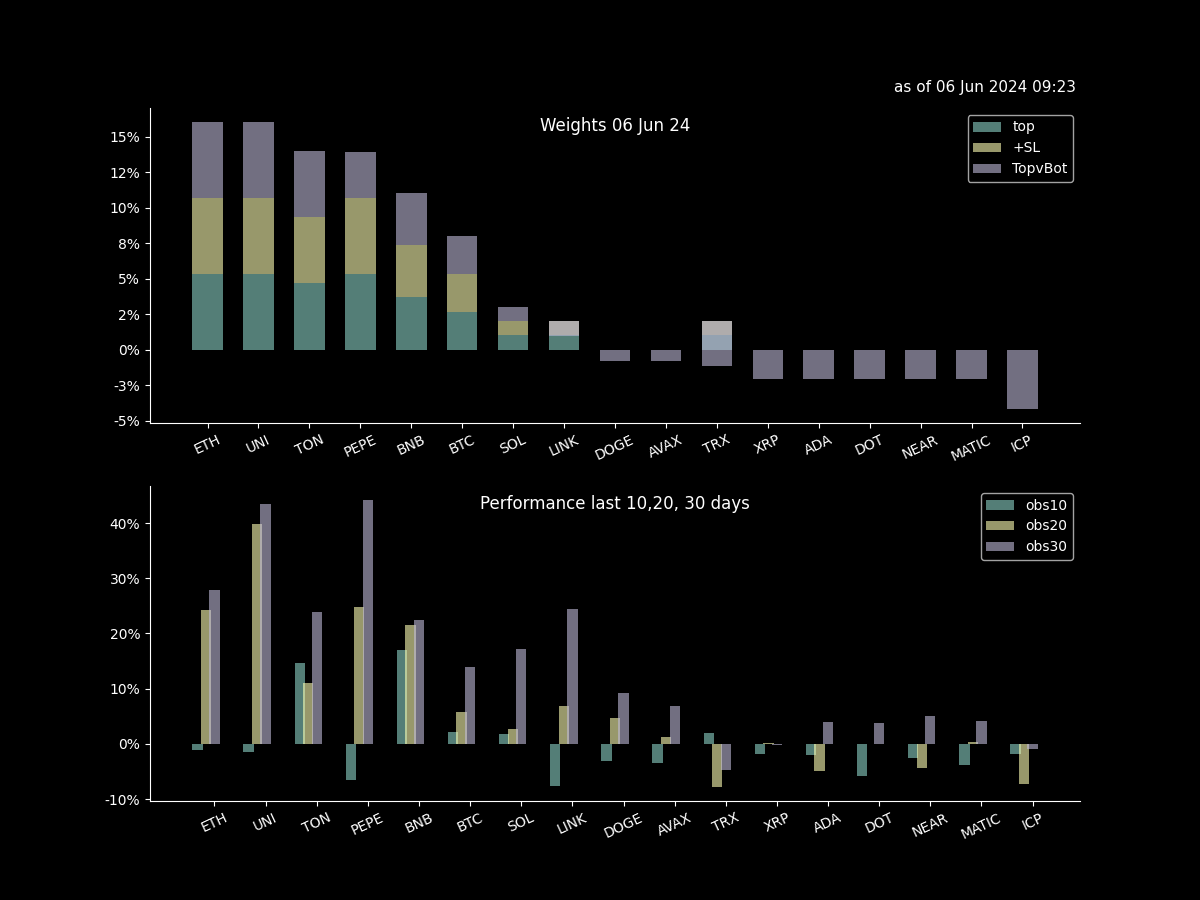 as of 06 Jun 2024 09:23
Weights 06 Jun 24
top
+SL
TopvBot
15%
12%
10%
8%
5%
2%
0%
-3%
-5%
ETH UNI TON PEPE BNB BTC SOL LINK DOGE AVAX TRX XRP ADA DOT NEAR MATIC ICP
Performance last 10,20, 30 days
obs10
obs20
obs30
40%
30%
20%
10%
0%
-10%
ETH UNI TON PEPE BNB BTC SOL LINK DOGE AVAX TRX XRP ADA DOT NEAR MATIC ICP